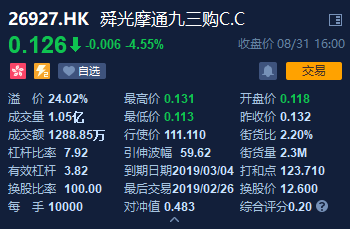 26927.HK 舜光摩通九三购C.C
0.126 -0.006 -4.55% 收盘价 08/31 16:00
自选 交易
溢 价 24.02% 最高价 0.131 开盘价 0.118
成交量 1.05亿 最低价 0.113 昨收价 0.132
成交额 1288.85万 行使价 111.110 街货比 2.20%
杠杆比率 7.92 引伸波幅 59.62 街货量 2.3M
有效杠杆 3.82 到期日期 2019/03/04 打和点 123.710
换股比率 100.00 最后交易 2019/02/26 换股价 12.600
每 手 10000 对冲值 0.483 综合评分 0.20